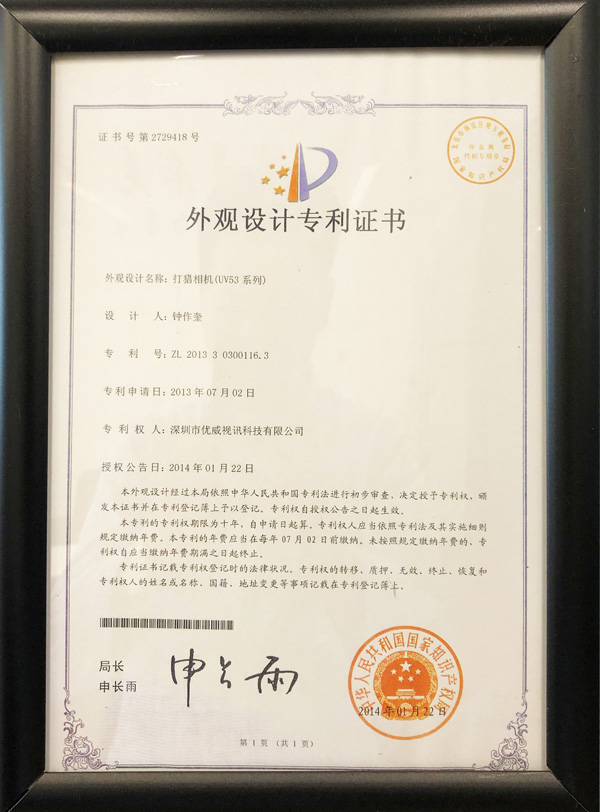 证书号第2729418号
外观设计专利证书
外观设计名称：打猎相机(UV53系列)
设计人：钟作奎
专利号：ZL 2013 3 0300116.3
专利申请日：2013年07月02日
专利权人：深圳市优威视讯科技有限公司
授权公告日：2014年01月22日
本外观设计经过本局依照中华人民共和国专利法进行初步审查，决定授予专利权，颁
发本证书并在专利登记簿上予以登记。专利权自授权公告之日起生效。
本专利的专利权期限为十年，自申请日起算。专利权人应当依照专利法及其实施细则
规定缴纳年费。本专利的年费应当在每年07月02日前缴纳。未按照规定缴纳年费的，专
利权自应当缴纳年费期满之日起终止。
专利证书记载专利权登记时的法律状况。专利权的转移、质押、无效、终止、恢复和
专利权人的姓名或名称、国籍、地址变更等事项记载在专利登记簿上。
局长
申长雨
申长雨
中华人民共和国国家知识产权局
2014年01月22日
第1页（共1页）